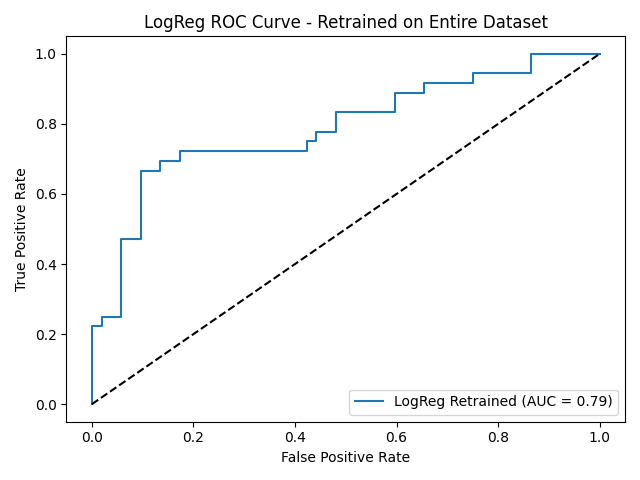 LogReg ROC Curve - Retrained on Entire Dataset
1.0
0.8
0.6
0.4
0.2
0.0
True Positive Rate
LogReg Retrained (AUC = 0.79)
0.0 0.2 0.4 0.6 0.8 1.0
False Positive Rate